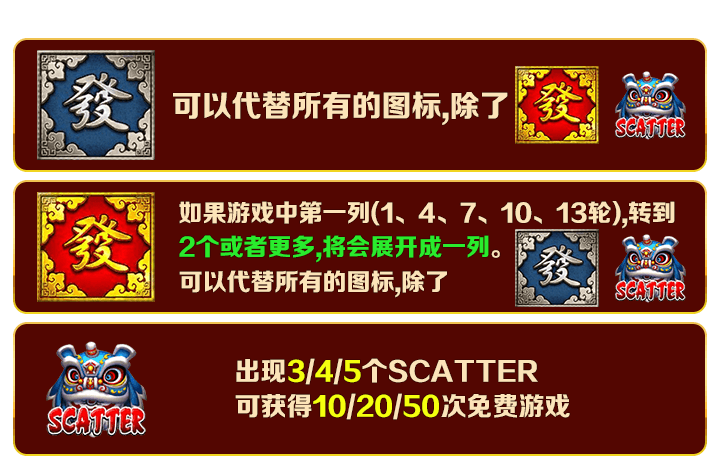 發
可以代替所有的图标,除了
發
SCATTER
發
如果游戏中第一列(1、4、7、10、13轮),转到
2个或者更多,将会展开成一列。
可以代替所有的图标,除了
發
SCATTER
SCATTER
出现3/4/5个SCATTER
可获得10/20/50次免费游戏